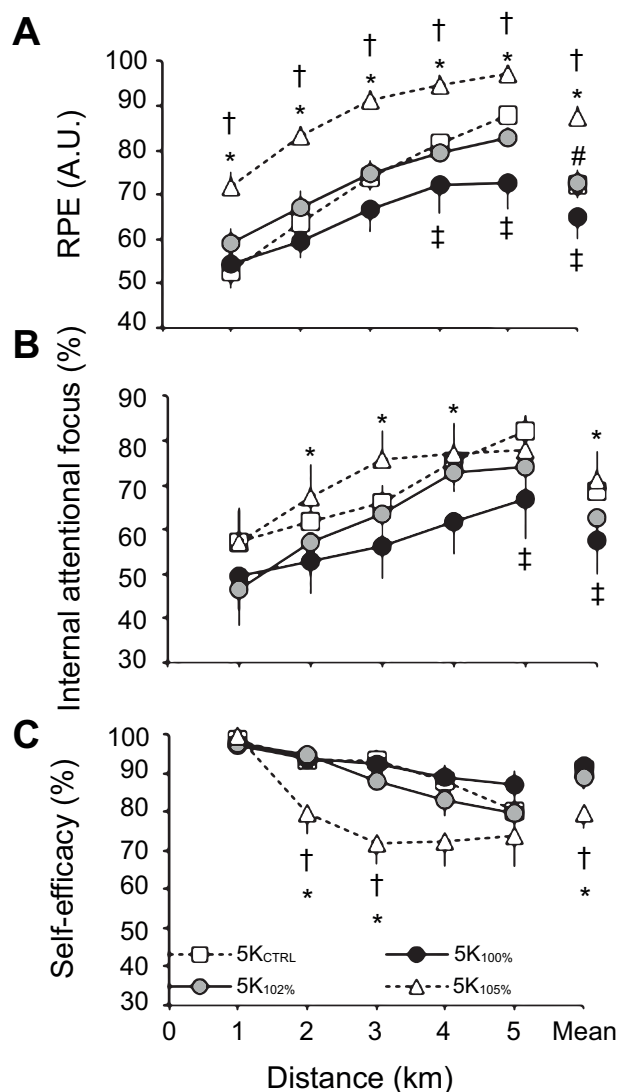 A
RPE (A.U.)
100
90
80
70
60
50
40
† † † † † †
* * * * * *
#
‡ ‡ ‡
B
Internal attentional focus (%)
90
80
70
60
50
40
30
* * * *
‡ ‡
C
Self-efficacy (%)
100
90
80
70
60
50
40
30
† † †
* * *
5KCTRL 5K100%
5K102% 5K105%
0 1 2 3 4 5 Mean
Distance (km)